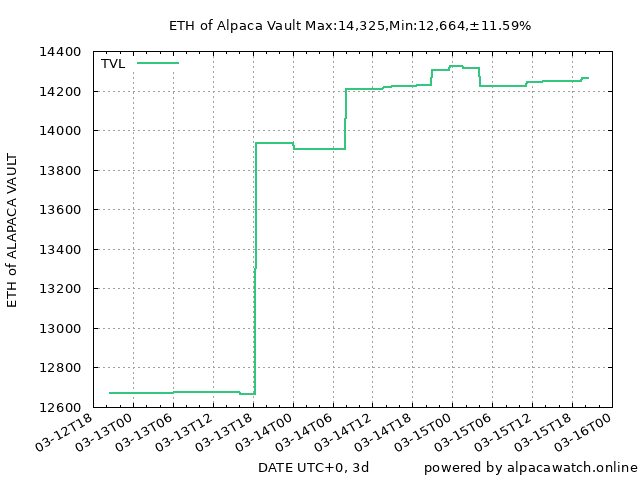 ETH of Alpaca Vault Max:14,325,Min:12,664,±11.59%
TVL
14400
14200
14000
13800
13600
13400
13200
13000
12800
12600
ETH of ALAPACA VAULT
03-12T18
03-13T00
03-13T06
03-13T12
03-13T18
03-14T00
03-14T06
03-14T12
03-14T18
03-15T00
03-15T06
03-15T12
03-15T18
03-16T00
DATE UTC+0, 3d
powered by alpacawatch.online